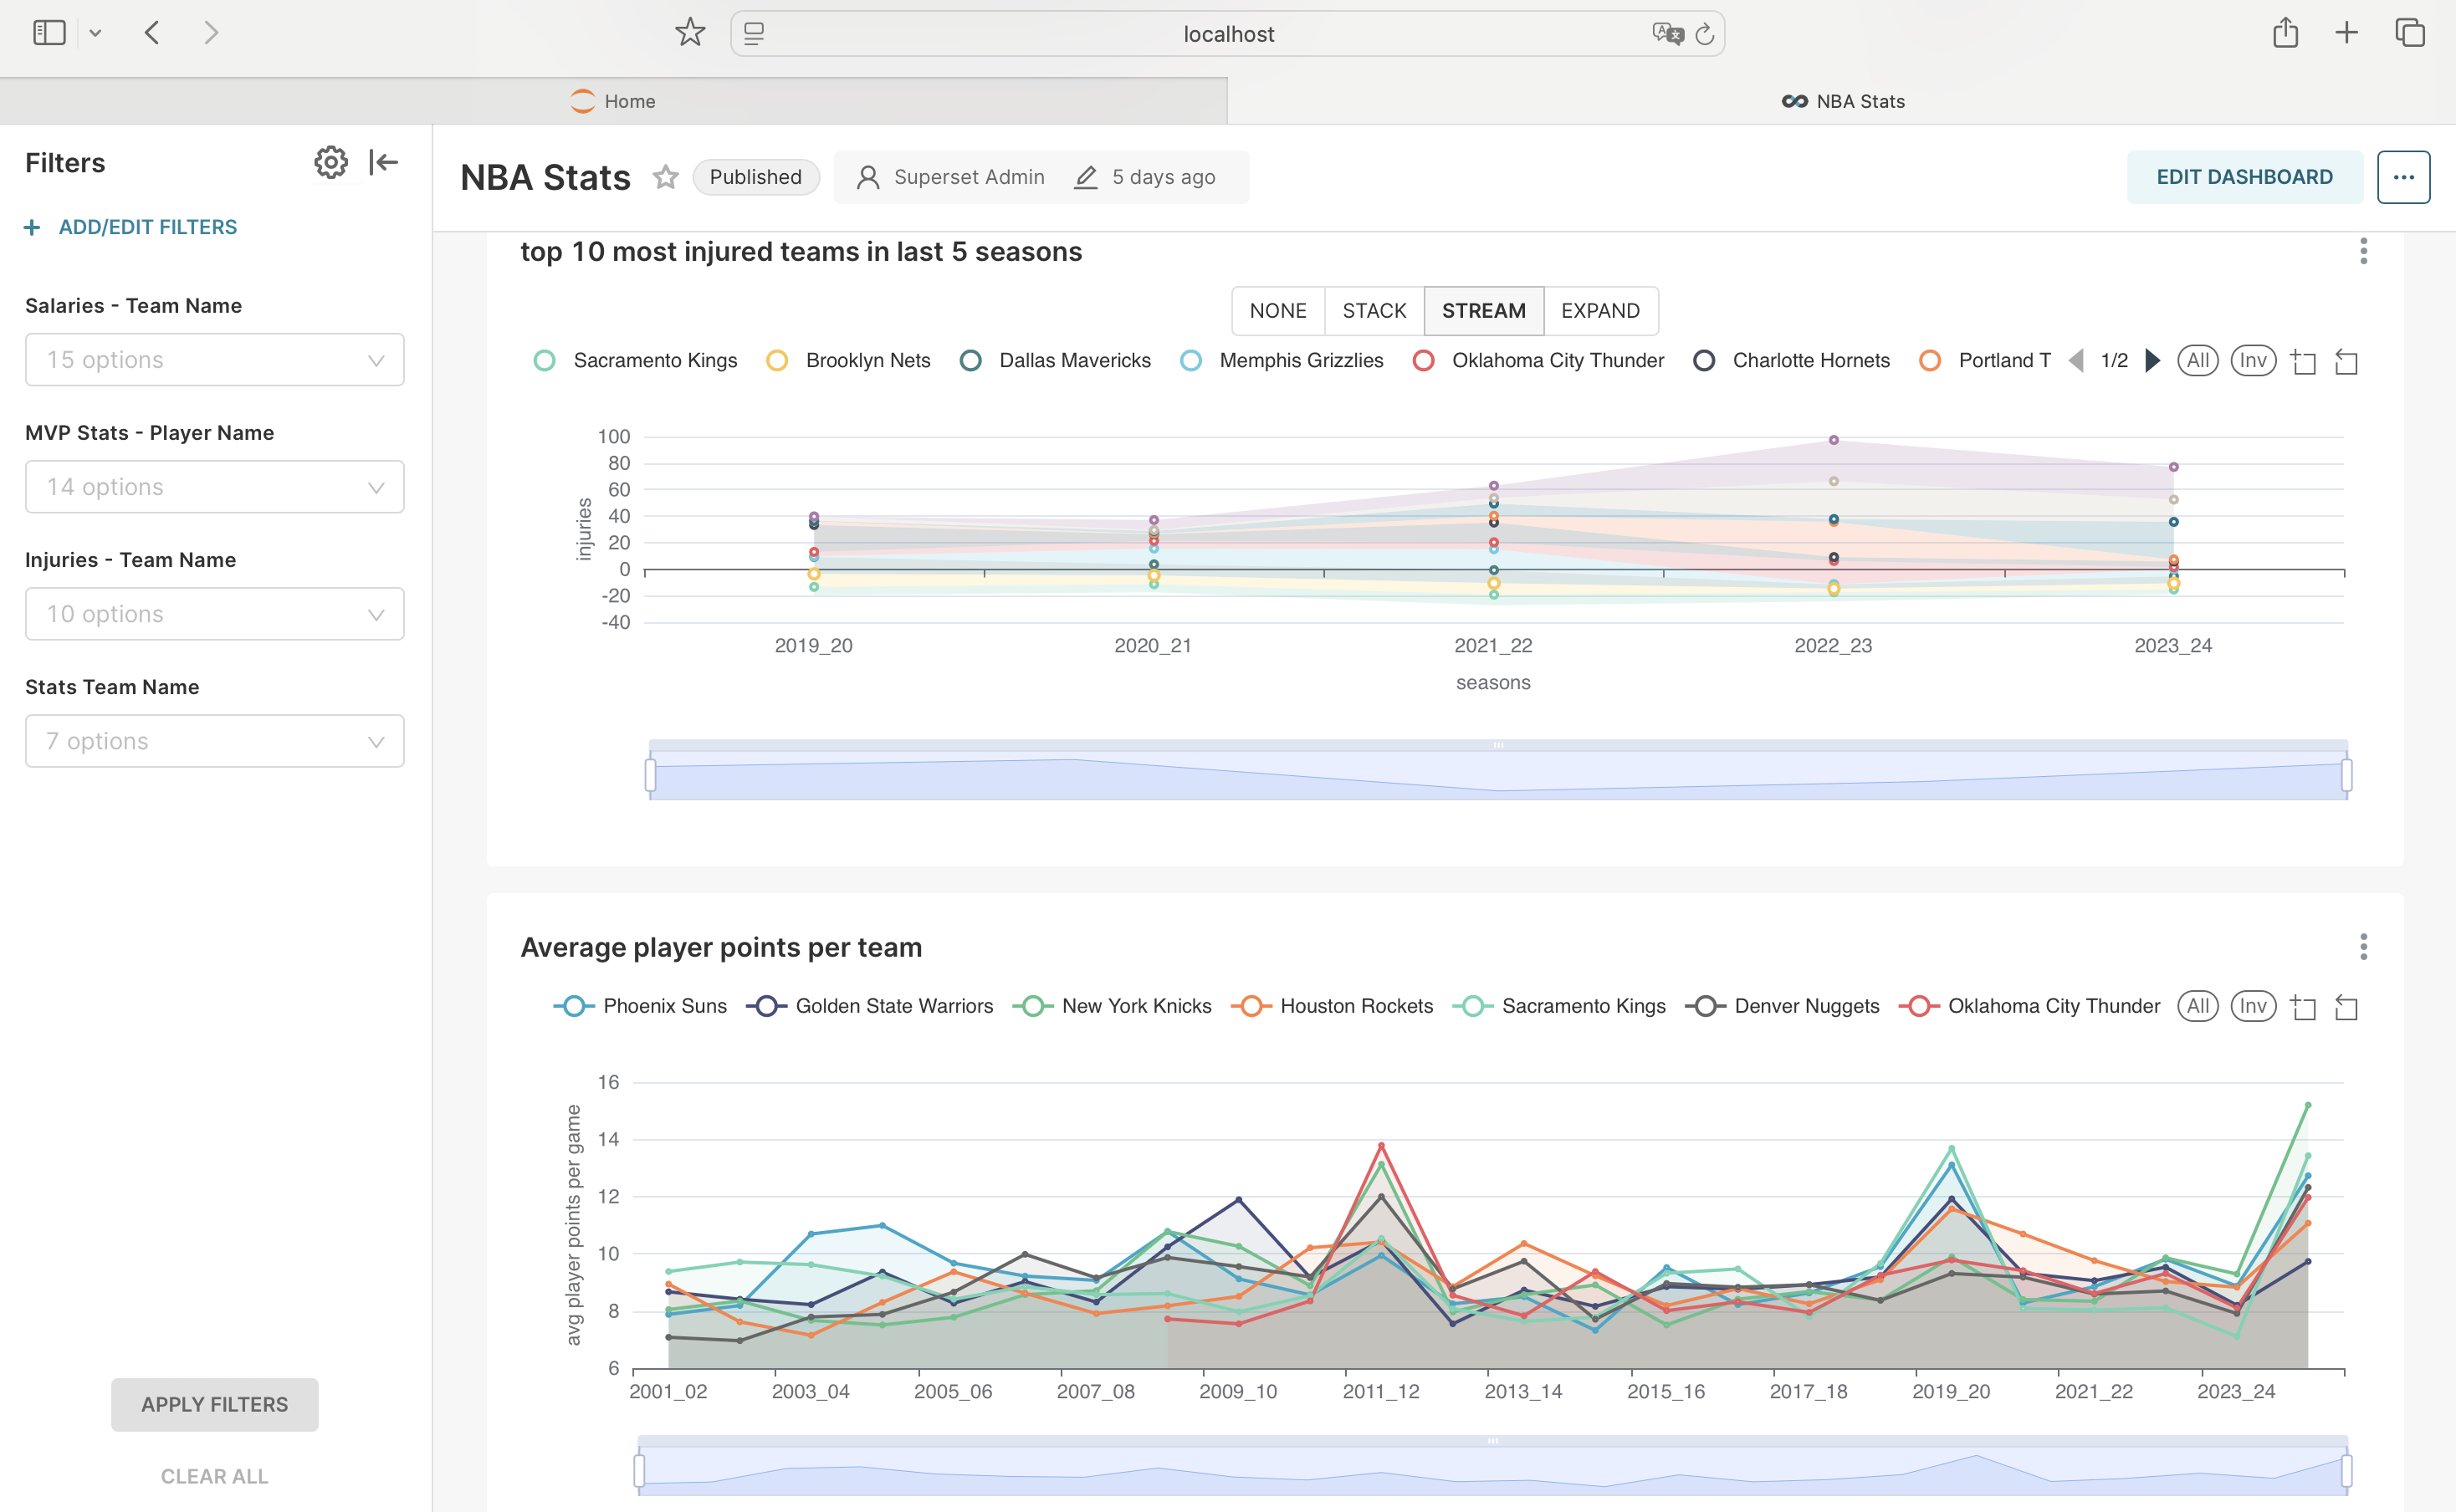 localhost
Home
NBA Stats
Filters
ADD/EDIT FILTERS
Salaries - Team Name
15 options
MVP Stats - Player Name
14 options
Injuries - Team Name
10 options
Stats Team Name
7 options
APPLY FILTERS
CLEAR ALL
NBA Stats Published Superset Admin 5 days ago EDIT DASHBOARD
top 10 most injured teams in last 5 seasons
NONE STACK STREAM EXPAND
Sacramento Kings Brooklyn Nets Dallas Mavericks Memphis Grizzlies Oklahoma City Thunder Charlotte Hornets Portland T 1/2 All Inv
injuries
100
80
60
40
20
0
-20
-40
2019_20 2020_21 2021_22 2022_23 2023_24
seasons
Average player points per team
Phoenix Suns Golden State Warriors New York Knicks Houston Rockets Sacramento Kings Denver Nuggets Oklahoma City Thunder All Inv
avg player points per game
16
14
12
10
8
6
2001_02 2003_04 2005_06 2007_08 2009_10 2011_12 2013_14 2015_16 2017_18 2019_20 2021_22 2023_24